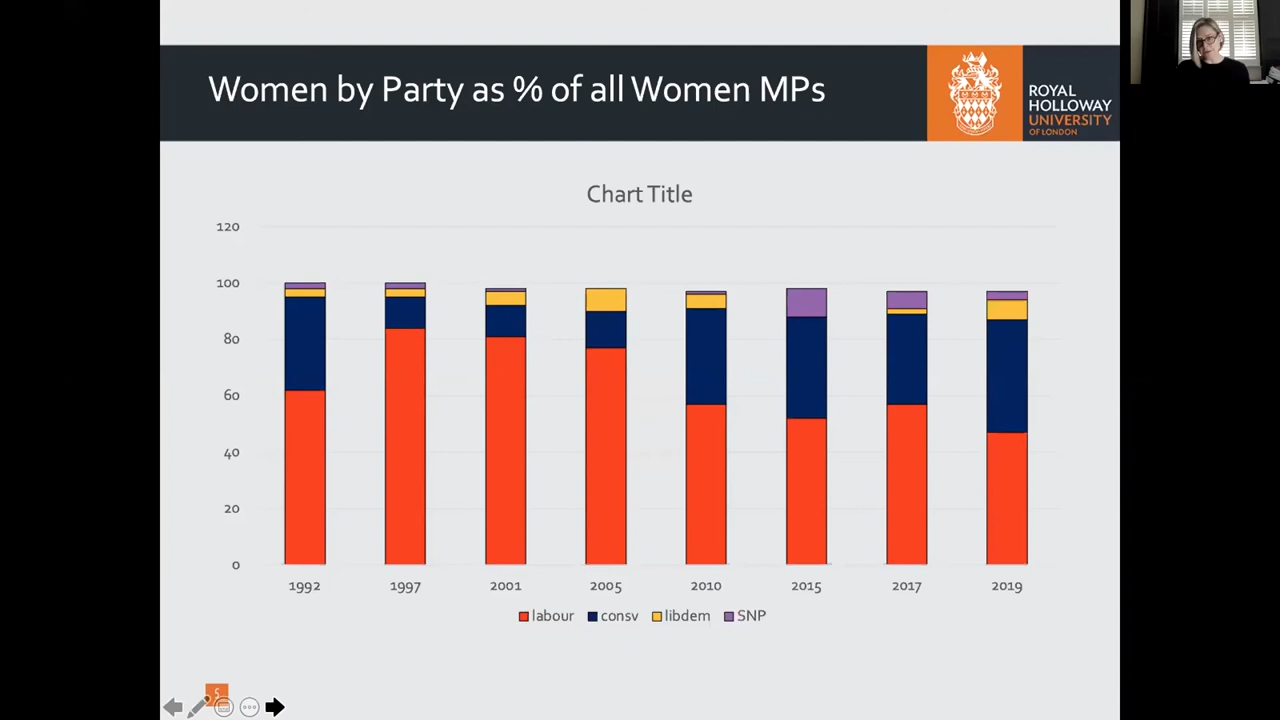 Women by Party as % of all Women MPs
ROYAL
HOLLOWAY
UNIVERSITY
OF LONDON
Chart Title
120
100
80
60
40
20
0
1992 1997 2001 2005 2010 2015 2017 2019
labour consv libdem SNP
5